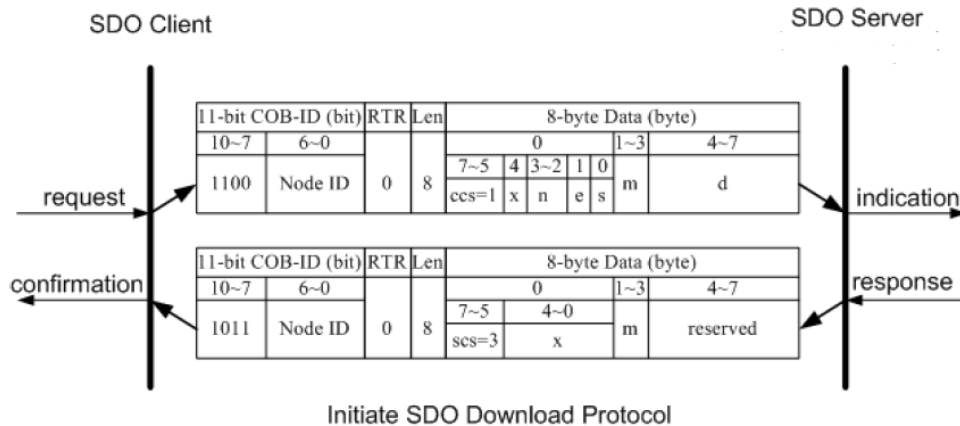 SDO Client
SDO Server
11-bit COB-ID (bit) RTR Len 8-byte Data (byte)
10~7 6~0 0 1~3 4~7
7~5 4 3~2 1 0
1100 Node ID 0 8 ccs=1 x n e s m d
request
indication
11-bit COB-ID (bit) RTR Len 8-byte Data (byte)
confirmation
response
10~7 6~0 0 1~3 4~7
7~5 4~0
1011 Node ID 0 8 scs=3 x m reserved
Initiate SDO Download Protocol